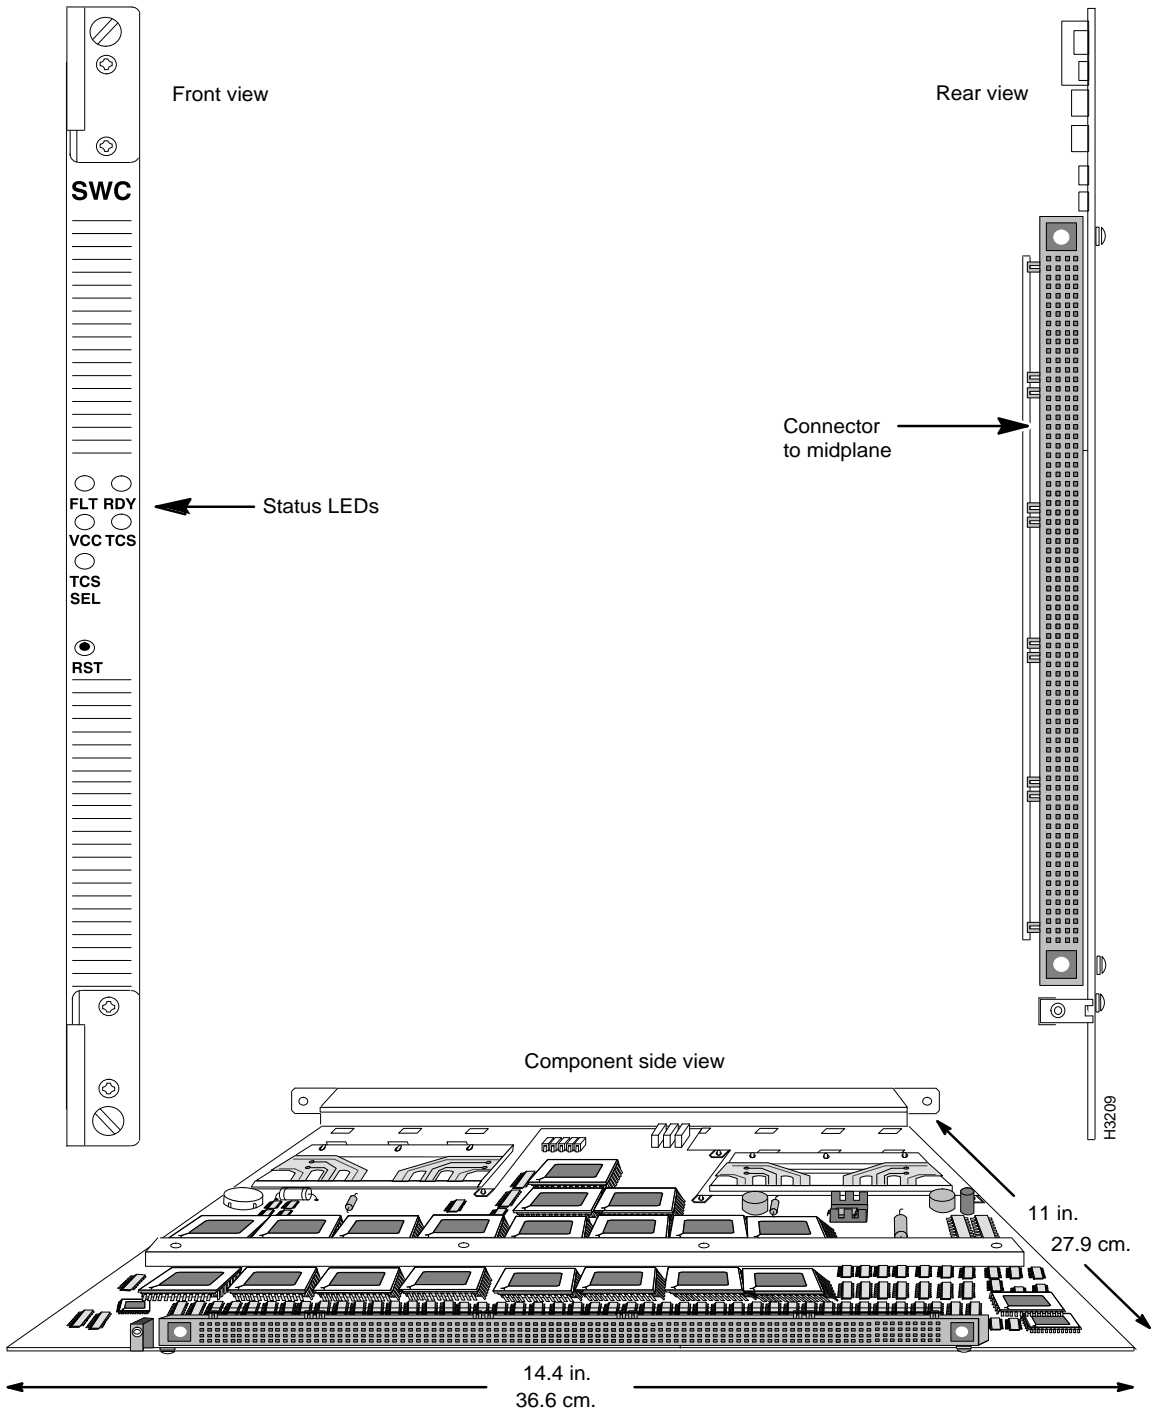 Front view
Rear view
SWC
Connector
to midplane
FLT RDY
Status LEDs
VCC TCS
TCS
SEL
RST
Component side view
H3209
11 in.
27.9 cm.
14.4 in.
36.6 cm.